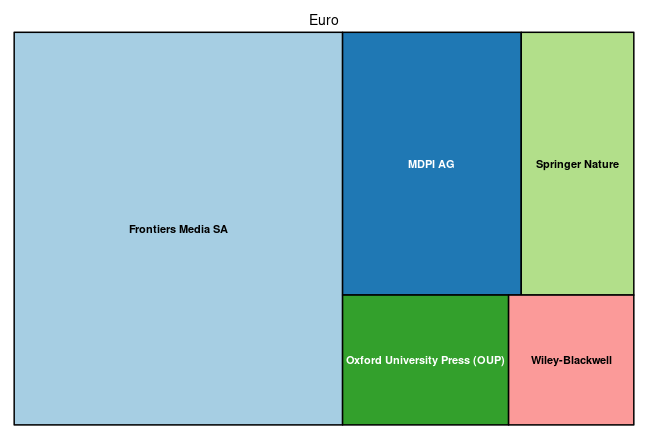 Euro
Frontiers Media SA
MDPI AG
Springer Nature
Oxford University Press (OUP)
Wiley-Blackwell